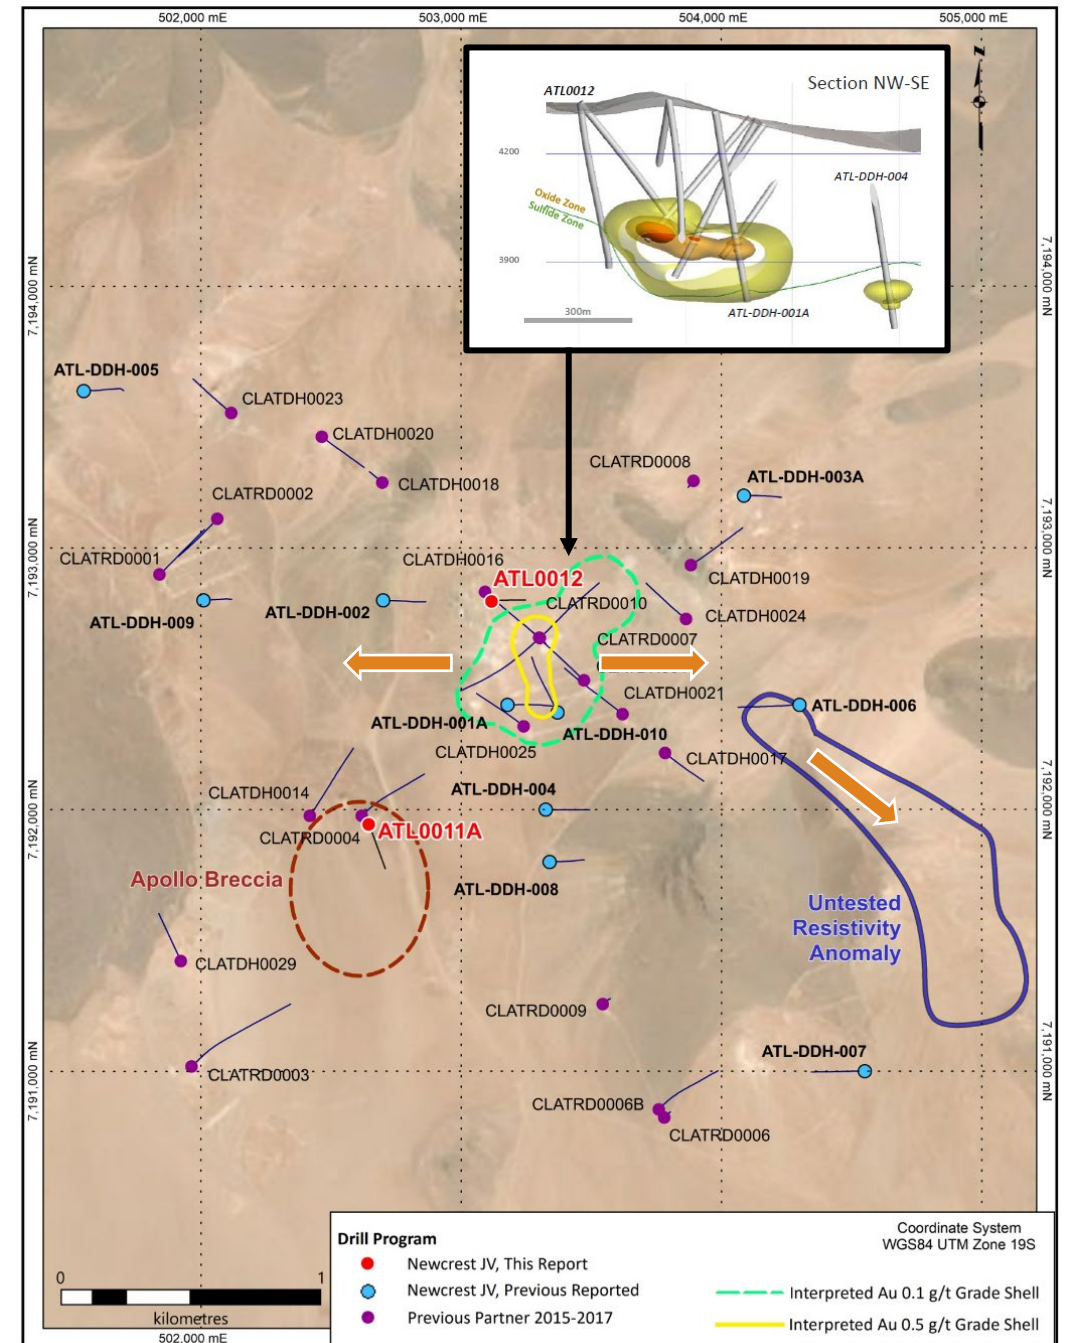 502,000 mE
503,000 mE
504,000 mE
505,000 mE
Section NW-SE
ATL0012
4200
ATL-DDH-004
Oxide Zone
Sulfide Zone
3900
300m
ATL-DDH-001A
N
7,194,000 mN
7,194,000 mN
ATL-DDH-005
CLATDH0023
CLATDH0020
CLATRD0008
ATL-DDH-003A
CLATDH0018
CLATRD0002
7,193,000 mN
7,193,000 mN
CLATRD0001
CLATDH0016
ATL0012
CLATDH0019
CLATRD0010
ATL-DDH-009
ATL-DDH-002
CLATDH0024
CLATRD0007
CLATDH0021
ATL-DDH-006
ATL-DDH-001A
ATL-DDH-010
CLATDH0025
CLATDH0017
7,192,000 mN
7,192,000 mN
CLATDH0014
ATL-DDH-004
CLATRD0004
ATL0011A
Apollo Breccia
ATL-DDH-008
Untested
Resistivity
Anomaly
CLATDH0029
CLATRD0009
7,191,000 mN
7,191,000 mN
ATL-DDH-007
CLATRD0003
CLATRD0006B
CLATRD0006
Drill Program
Newcrest JV, This Report
Newcrest JV, Previous Reported
Previous Partner 2015-2017
Coordinate System
WGS84 UTM Zone 19S
Interpreted Au 0.1 g/t Grade Shell
Interpreted Au 0.5 g/t Grade Shell
0
1
kilometres
502,000 mE